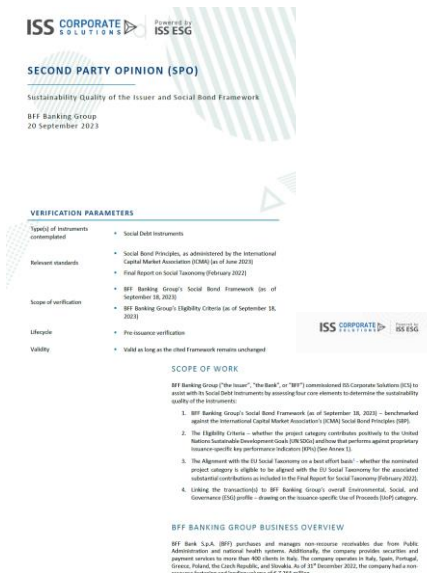 ISS CORPORATE SOLUTIONS
Powered by
ISS ESG
SECOND PARTY OPINION (SPO)
Sustainability Quality of the Issuer and Social Bond Framework
BFF Banking Group
20 September 2023
VERIFICATION PARAMETERS
Type(s) of instruments contemplated
• Social Debt Instruments
Relevant standards
• Social Bond Principles, as administered by the International
Capital Market Association (ICMA) (as of June 2023)
• Final Report on Social Taxonomy (February 2022)
Scope of verification
• BFF Banking Group's Social Bond Framework (as of
September 18, 2023)
• BFF Banking Group's Eligibility Criteria (as of September 18,
2023)
Lifecycle
• Pre-issuance verification
Validity
• Valid as long as the cited Framework remains unchanged
ISS CORPORATE SOLUTIONS
Powered by
ISS ESG
SCOPE OF WORK
BFF Banking Group ("the Issuer", "the Bank", or "BFF") commissioned ISS Corporate Solutions (ICS) to
assist with its Social Debt Instruments by assessing four core elements to determine the sustainability
quality of the instruments:
1. BFF Banking Group's Social Bond Framework (as of September 18, 2023) – benchmarked
against the International Capital Market Association's (ICMA) Social Bond Principles (SBP).
2. The Eligibility Criteria – whether the project category contributes positively to the United
Nations Sustainable Development Goals (UN SDGs) and how that performs against proprietary
issuance-specific key performance indicators (KPIs) (See Annex 1).
3. The Alignment with the EU Social Taxonomy on a best effort basis – whether the nominated
project category is eligible to be aligned with the EU Social Taxonomy for the associated
substantial contributions as included in the Final Report for Social Taxonomy (February 2022).
4. Linking the transaction(s) to BFF Banking Group's overall Environmental, Social, and
Governance (ESG) profile – drawing on the issuance-specific Use of Proceeds (UoP) category.
BFF BANKING GROUP BUSINESS OVERVIEW
BFF Bank S.p.A. (BFF) purchases and manages non-recourse receivables due from Public
Administration and national health systems. Additionally, the company provides securities and
payment services to more than 400 clients in Italy. The company operates in Italy, Spain, Portugal,
Greece, Poland, the Czech Republic, and Slovakia. As of 31st December 2022, the company had a non-